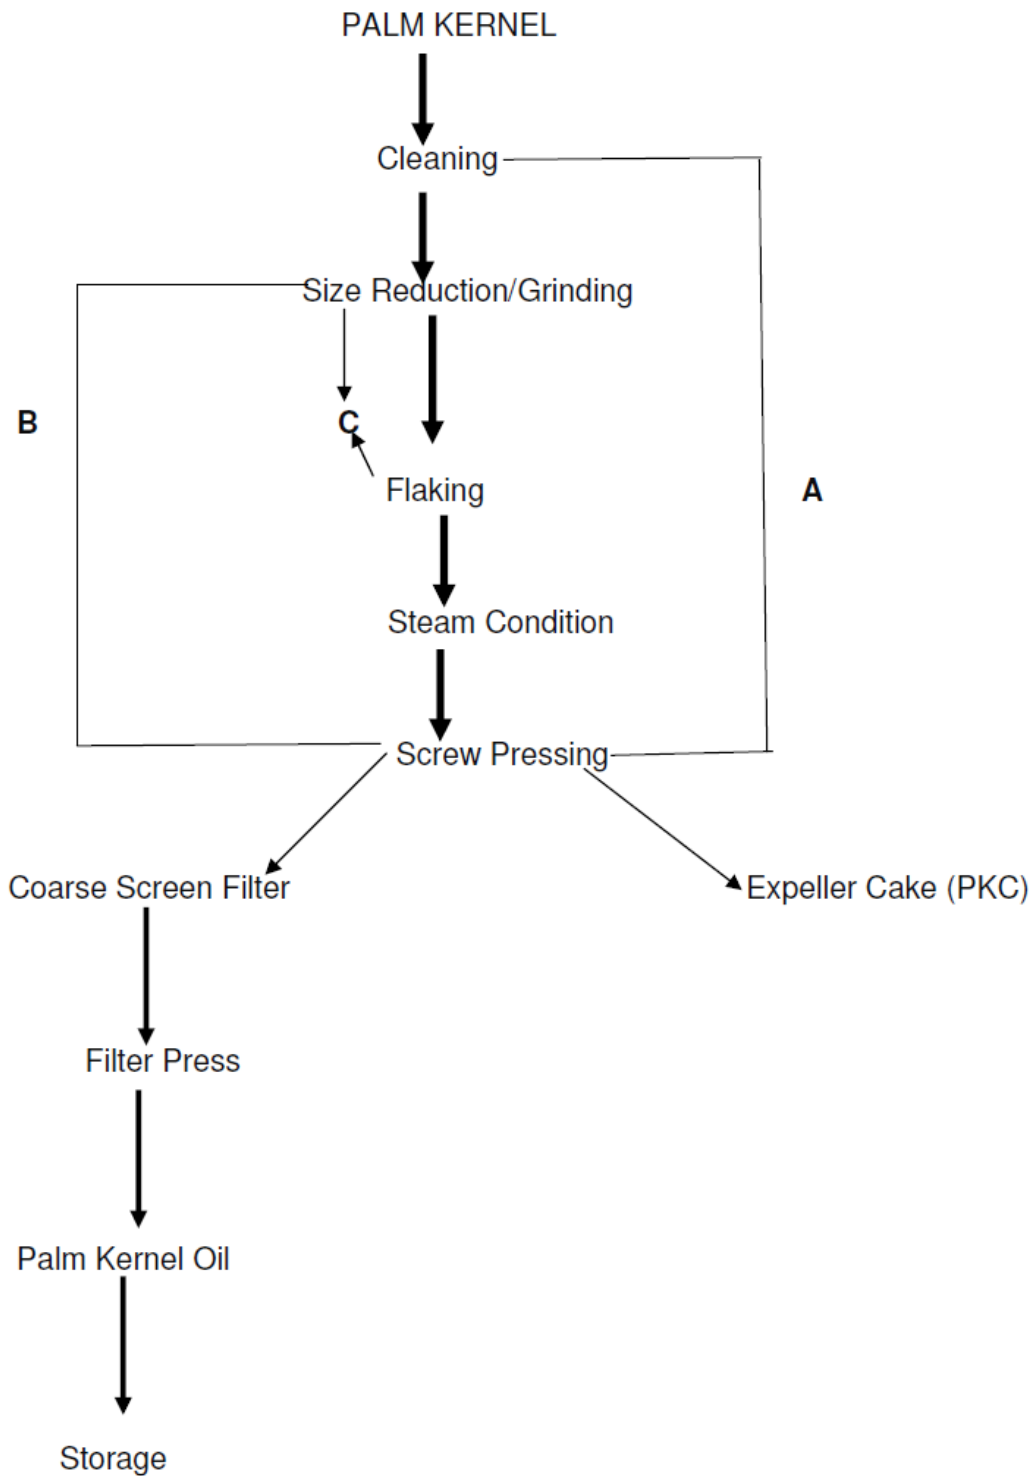 PALM KERNEL
Cleaning
Size Reduction/Grinding
B
C
Flaking
A
Steam Condition
Screw Pressing
Coarse Screen Filter
Expeller Cake (PKC)
Filter Press
Palm Kernel Oil
Storage